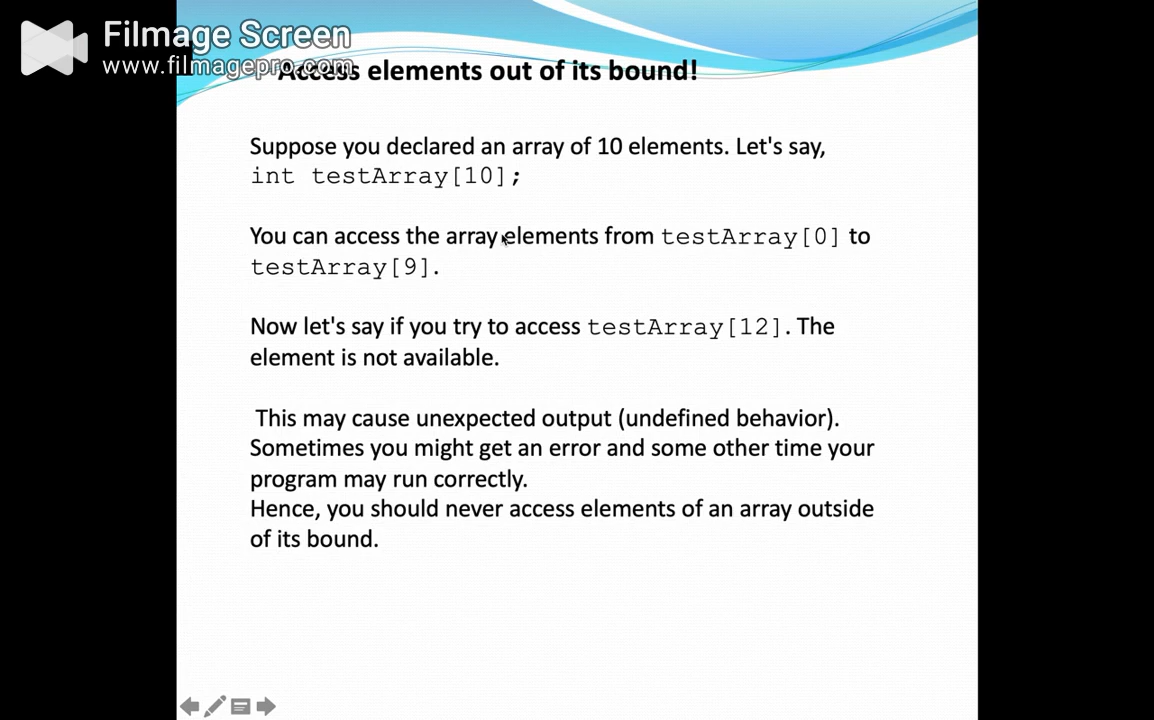 Filmage Screen
www.filmagepro.com
Access elements out of its bound!
Suppose you declared an array of 10 elements. Let's say,
int testArray[10];
You can access the array elements from testArray[0] to
testArray[9].
Now let's say if you try to access testArray[12]. The
element is not available.
This may cause unexpected output (undefined behavior).
Sometimes you might get an error and some other time your
program may run correctly.
Hence, you should never access elements of an array outside
of its bound.